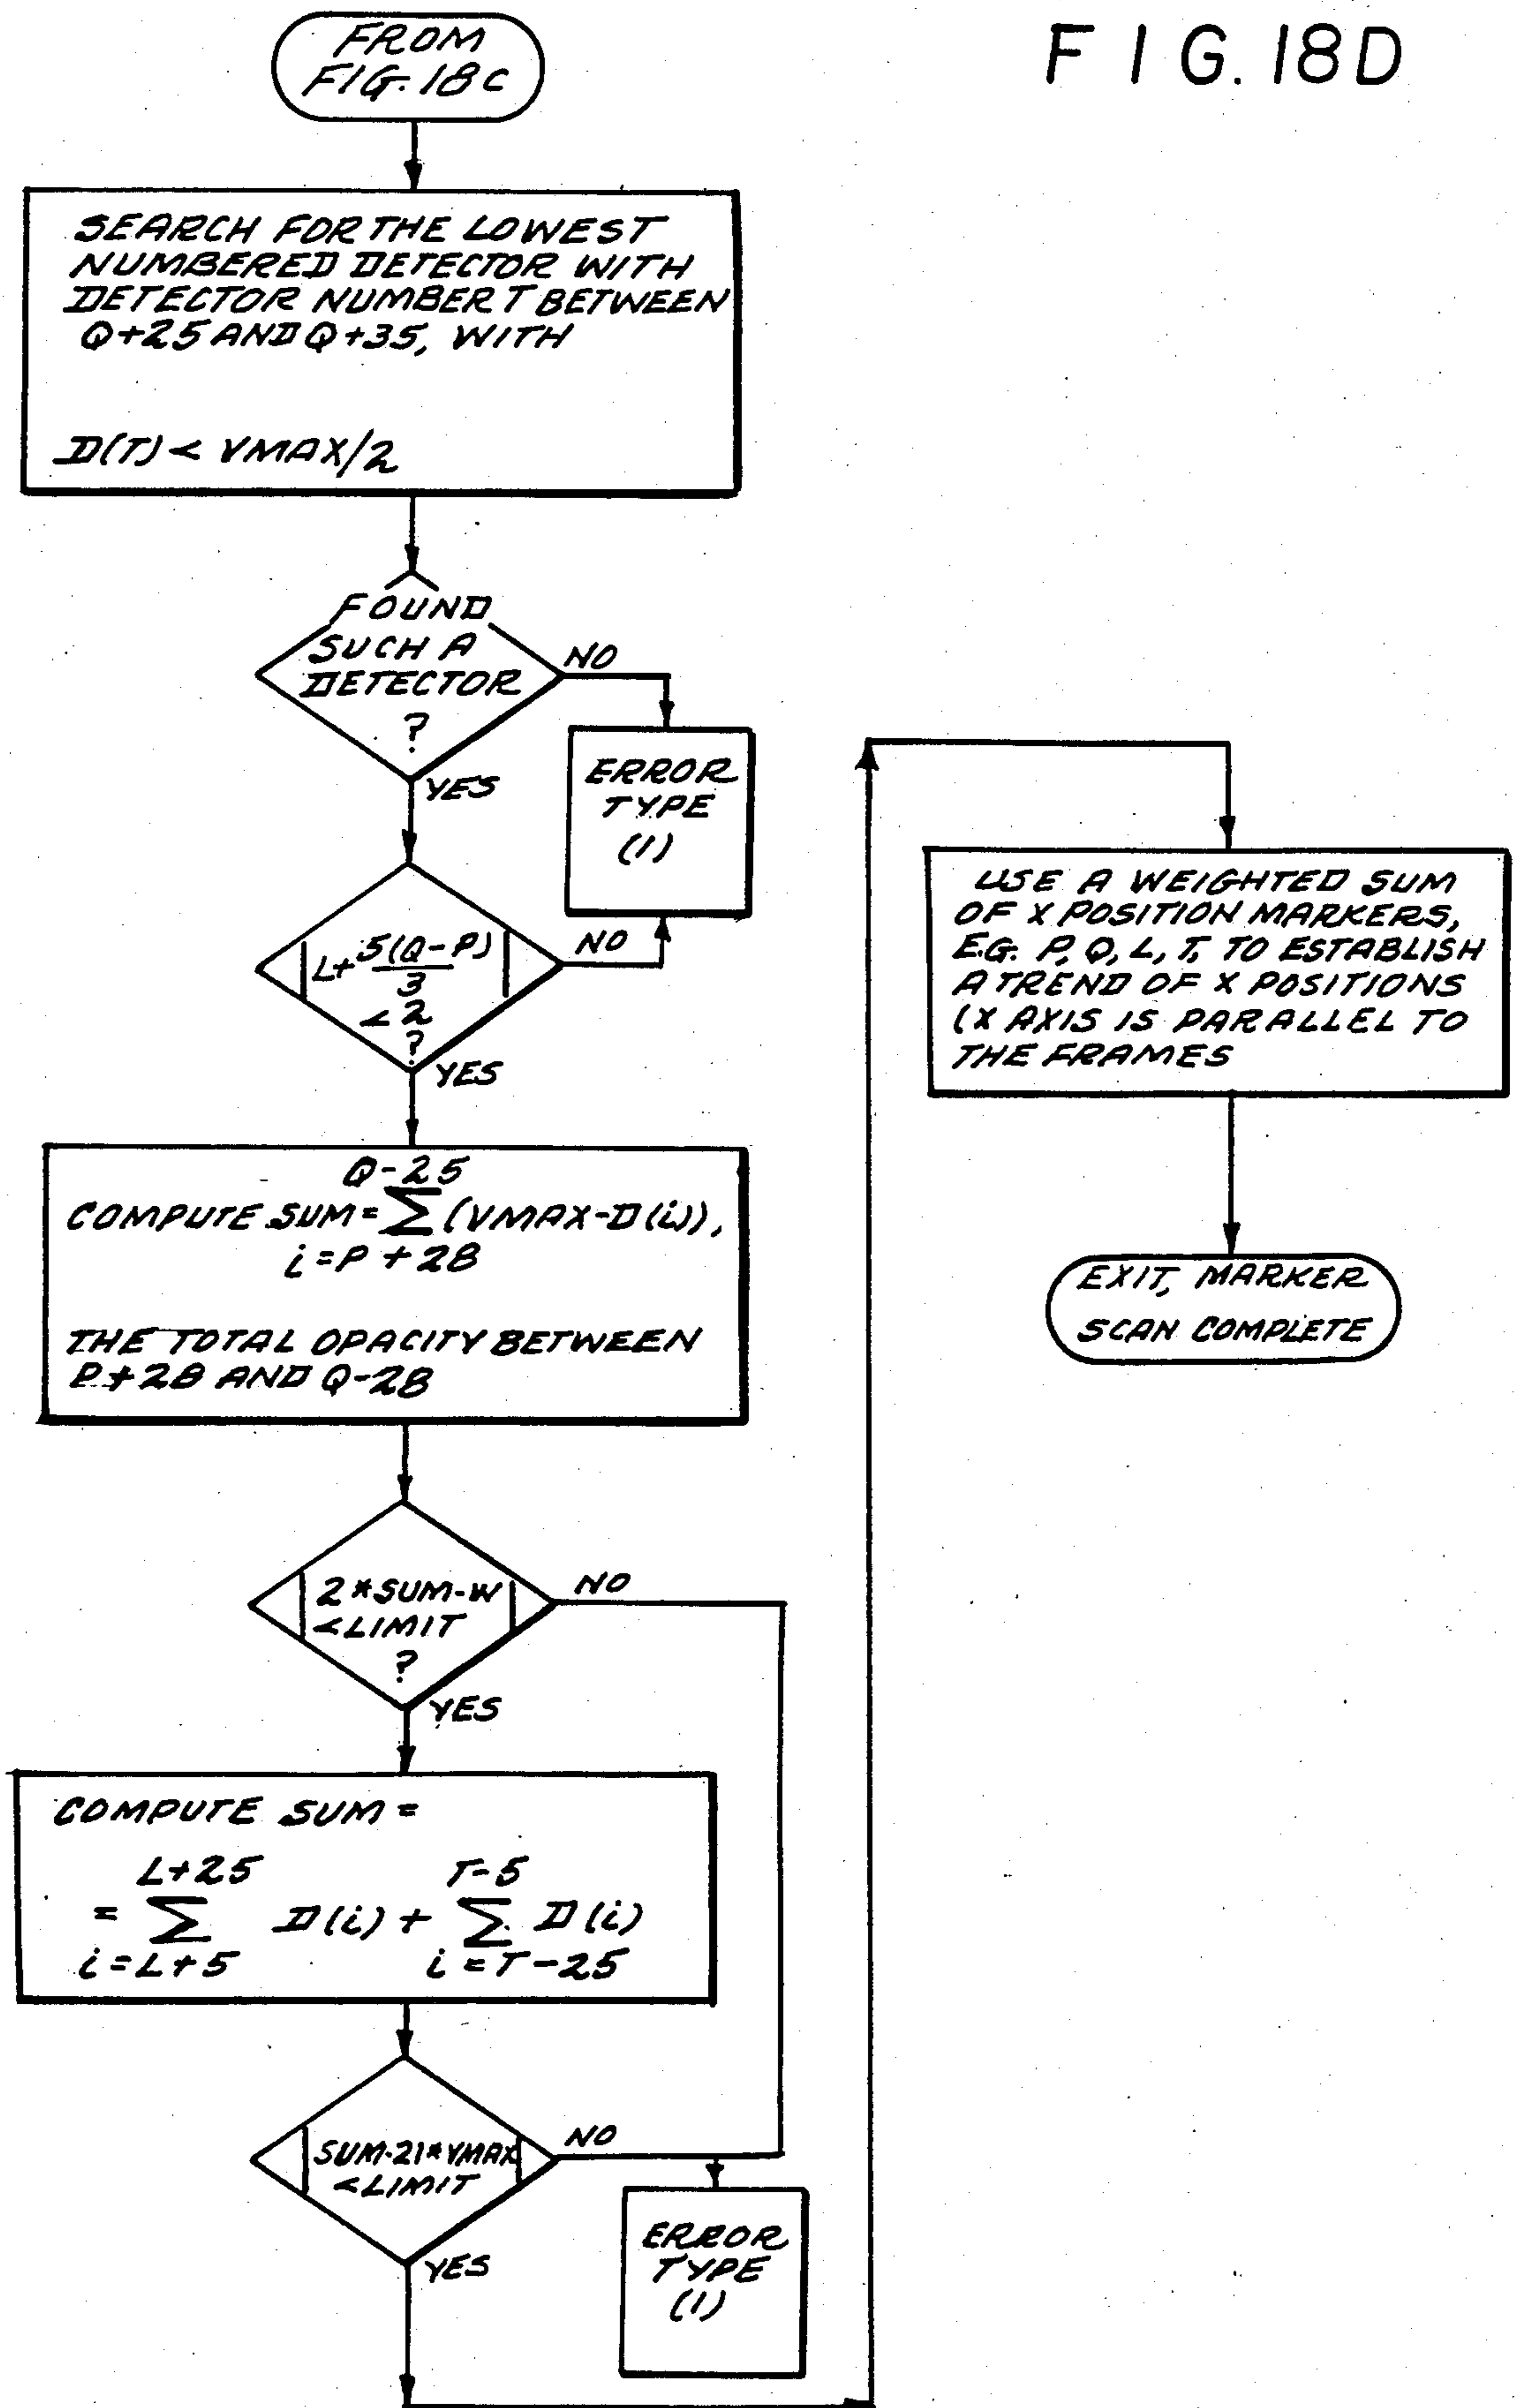 FIG. 18D
FROM
FIG. 18C
SEARCH FOR THE LOWEST
NUMBERED DETECTOR WITH
DETECTOR NUMBER T BETWEEN
Q+25 AND Q+35, WITH
D(T) < VMAX/2
FOUND
SUCH A
DETECTOR
?
NO
YES
ERROR
TYPE
(1)
|L+5(Q-P)/3|
<2
?
NO
YES
Q-25
COMPUTE SUM=∑(VMAX-D(i)),
i=P+28
THE TOTAL OPACITY BETWEEN
P+28 AND Q-28
|2*SUM-W|
<LIMIT
?
NO
YES
COMPUTE SUM=
L+25 T-5
= ∑ D(i) + ∑ D(i)
i=L+5 i=T-25
|SUM-21*VMAX|
<LIMIT
NO
YES
ERROR
TYPE
(1)
USE A WEIGHTED SUM
OF X POSITION MARKERS,
E.G. P, Q, L, T, TO ESTABLISH
A TREND OF X POSITIONS
(X AXIS IS PARALLEL TO
THE FRAMES
EXIT, MARKER
SCAN COMPLETE